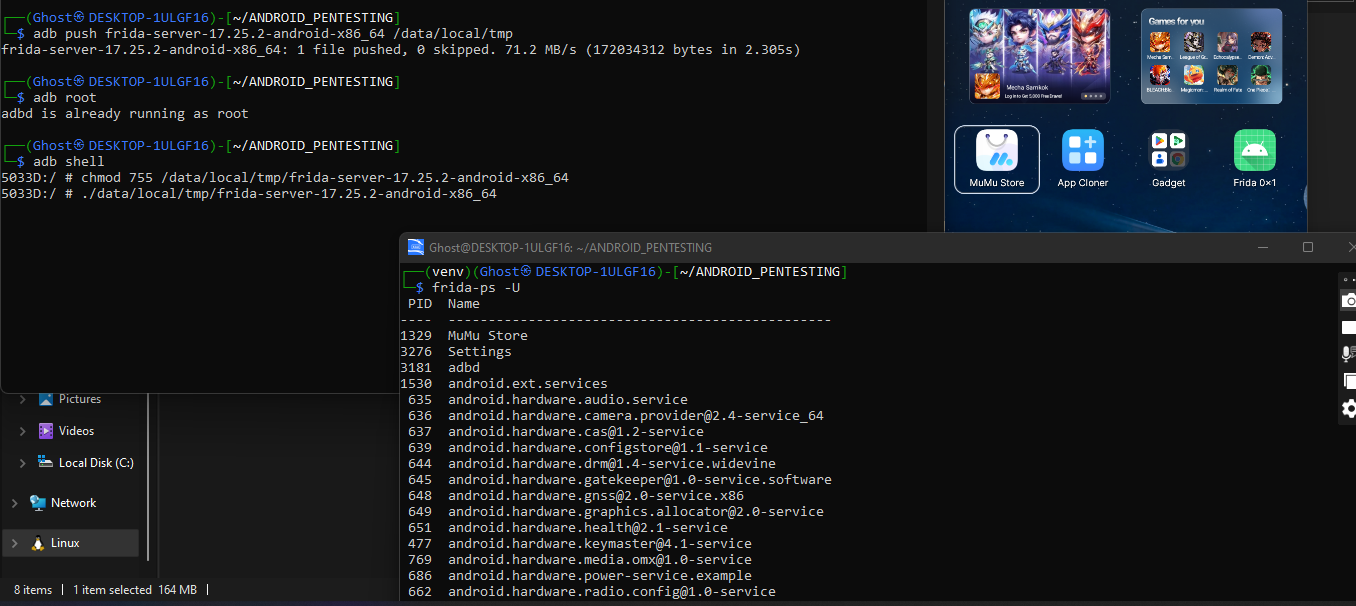 (Ghost㉿DESKTOP-1ULGF16)-[~/ANDROID_PENTESTING]
$ adb push frida-server-17.25.2-android-x86_64 /data/local/tmp
frida-server-17.25.2-android-x86_64: 1 file pushed, 0 skipped. 71.2 MB/s (172034312 bytes in 2.305s)
(Ghost㉿DESKTOP-1ULGF16)-[~/ANDROID_PENTESTING]
$ adb root
adbd is already running as root
(Ghost㉿DESKTOP-1ULGF16)-[~/ANDROID_PENTESTING]
$ adb shell
5033D:/ # chmod 755 /data/local/tmp/frida-server-17.25.2-android-x86_64
5033D:/ # ./data/local/tmp/frida-server-17.25.2-android-x86_64
Mecha Samkok
Games for you
MuMu Store
App Cloner
Gadget
Frida 0×1
Ghost@DESKTOP-1ULGF16: ~/ANDROID_PENTESTING
(venv)(Ghost㉿DESKTOP-1ULGF16)-[~/ANDROID_PENTESTING]
$ frida-ps -U
PID Name
---- ------------------------------------------------
1329 MuMu Store
3276 Settings
3181 adbd
1530 android.ext.services
635 android.hardware.audio.service
636 android.hardware.camera.provider@2.4-service_64
637 android.hardware.cas@1.2-service
639 android.hardware.configstore@1.1-service
644 android.hardware.drm@1.4-service.widevine
645 android.hardware.gatekeeper@1.0-service.software
648 android.hardware.gnss@2.0-service.x86
649 android.hardware.graphics.allocator@2.0-service
651 android.hardware.health@2.1-service
477 android.hardware.keymaster@4.1-service
769 android.hardware.media.omx@1.0-service
686 android.hardware.power-service.example
662 android.hardware.radio.config@1.0-service
Pictures
Videos
Local Disk (C:)
Network
Linux
8 items
1 item selected 164 MB